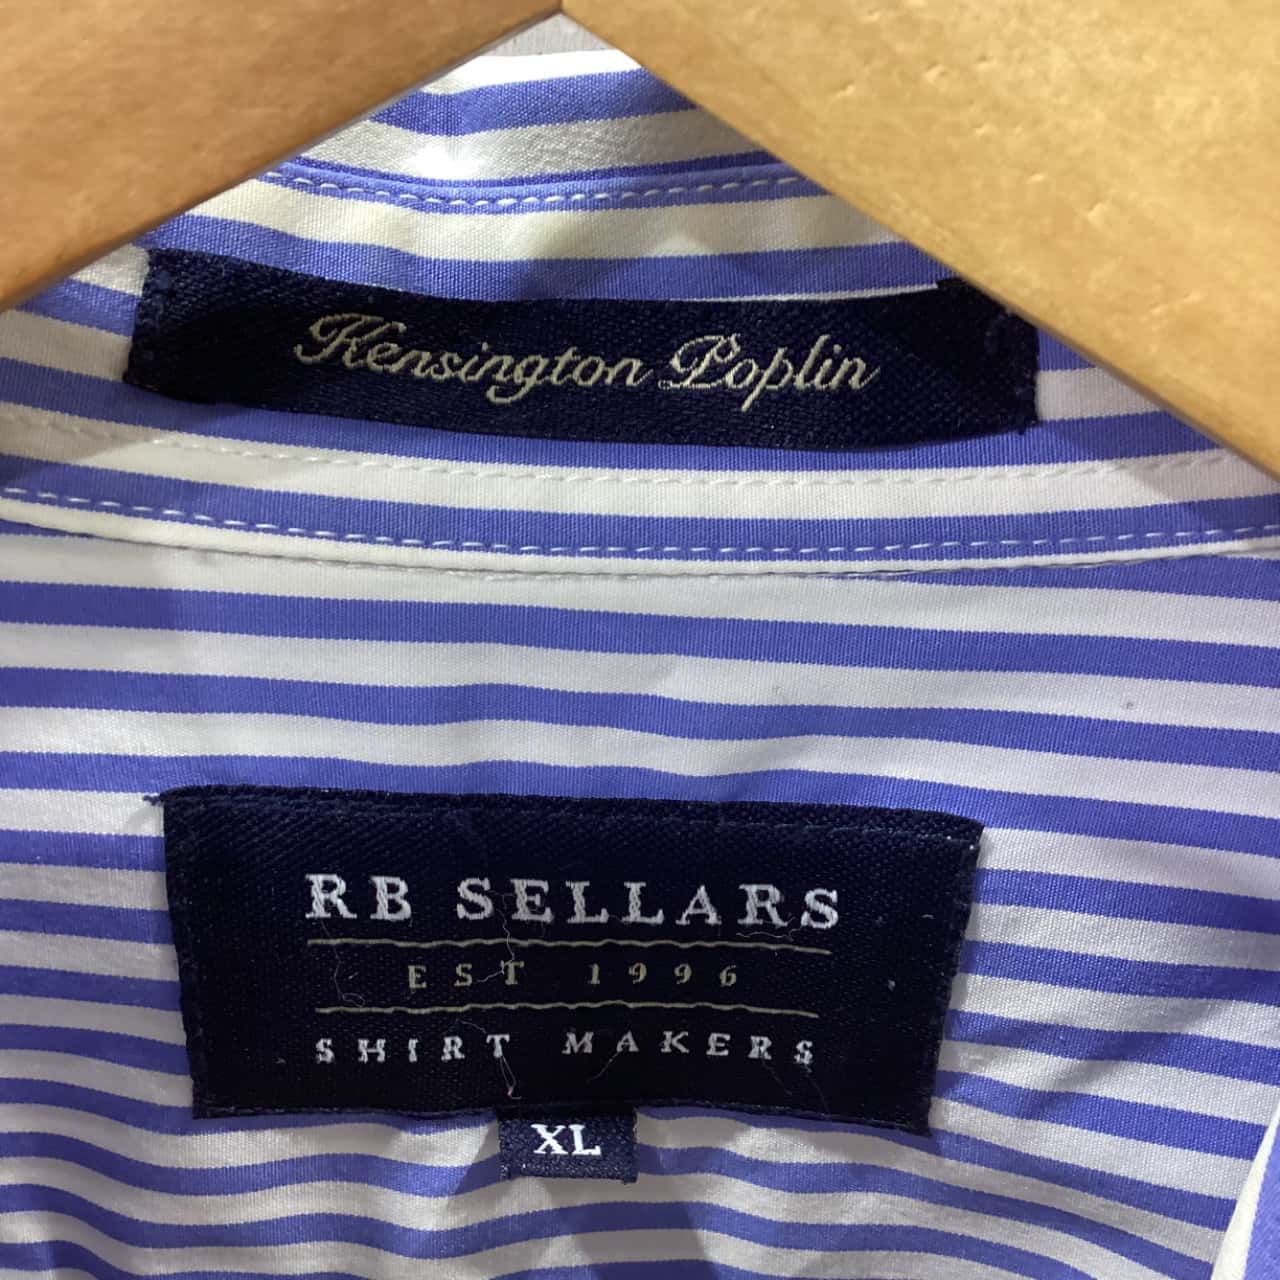 Kensington Poplin
RB SELLARS
EST 1996
SHIRT MAKERS
XL